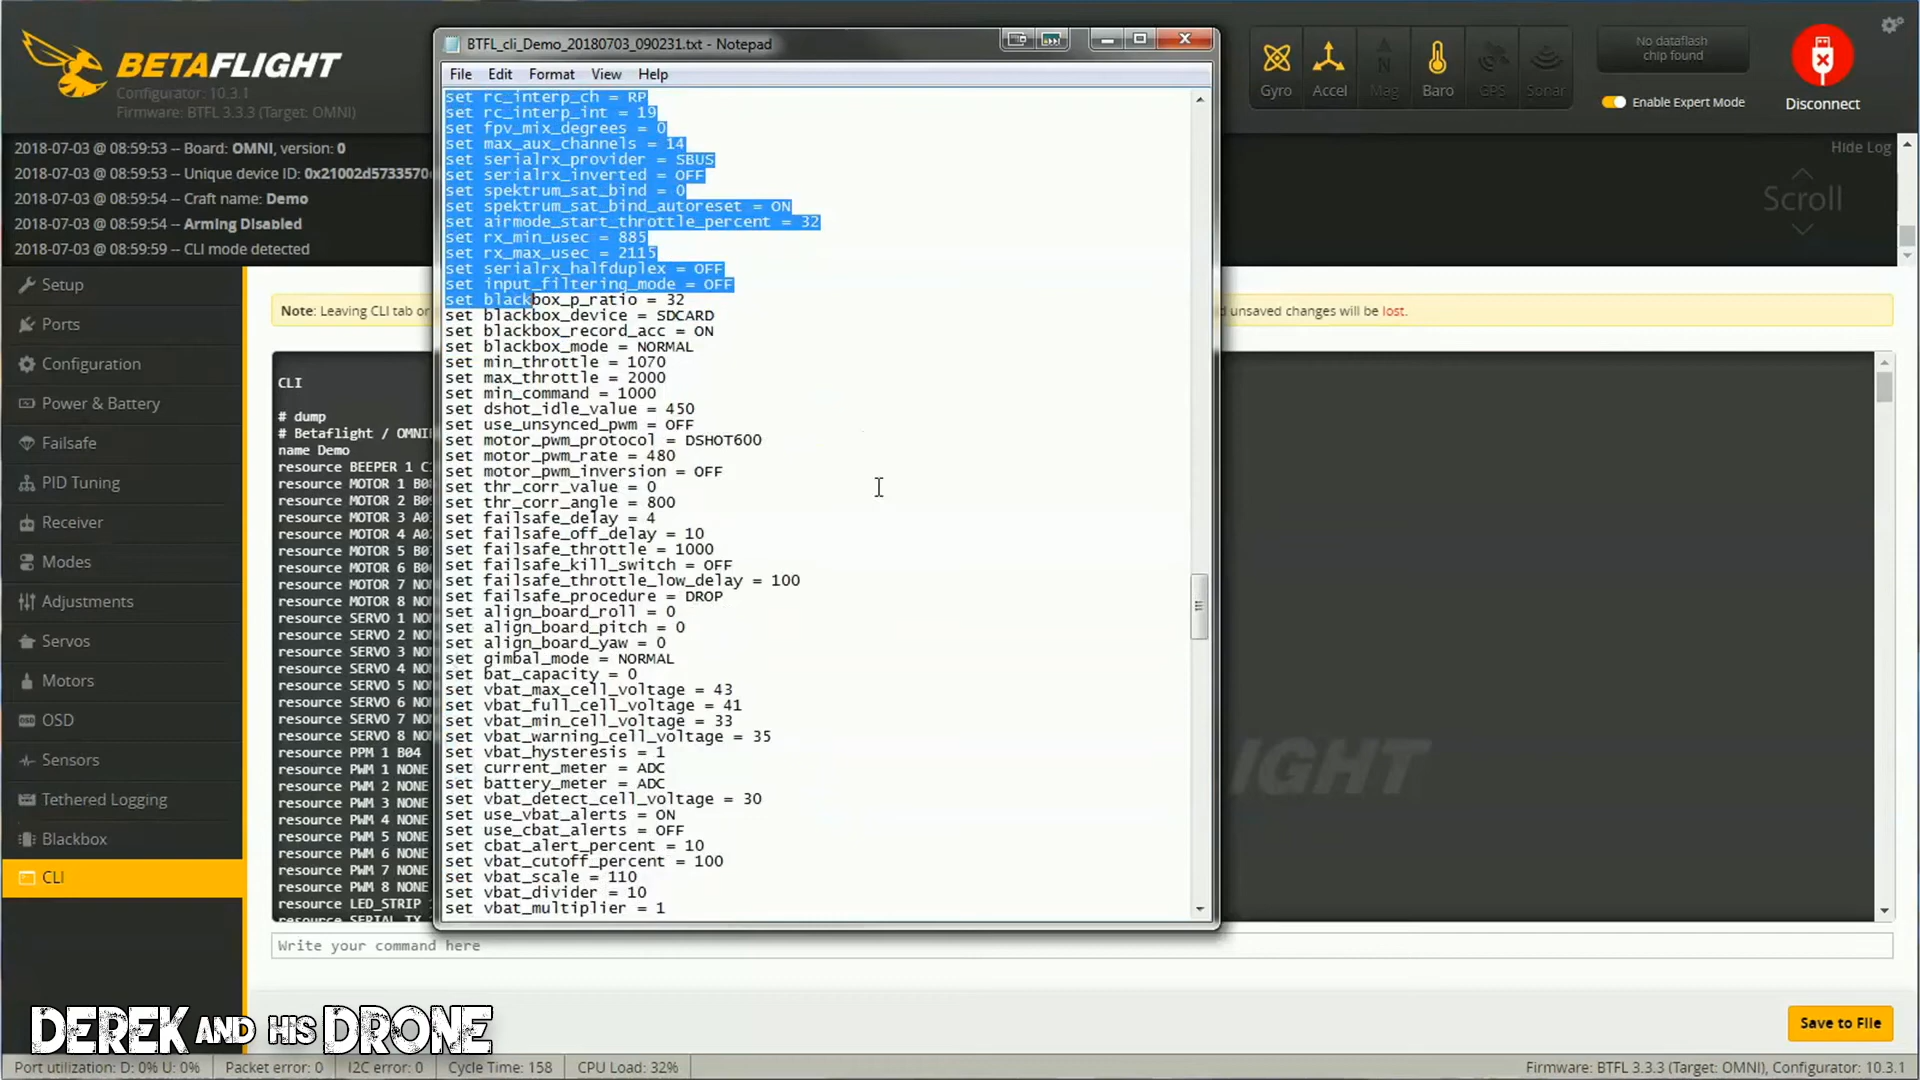 BETAFLIGHT
Configurator: 10.3.1
Firmware: BTFL 3.3.3 (Target: OMNI)
BTFL_cli_Demo_20180703_090231.txt - Notepad
File Edit Format View Help
Gyro Accel Mag Baro GPS Sonar
No dataflash
chip found
Enable Expert Mode
Disconnect
2018-07-03 @ 08:59:53 -- Board: OMNI, version: 0
2018-07-03 @ 08:59:53 -- Unique device ID: 0x21002d5733570
2018-07-03 @ 08:59:54 -- Craft name: Demo
2018-07-03 @ 08:59:54 -- Arming Disabled
2018-07-03 @ 08:59:59 -- CLI mode detected
Hide Log
Scroll
Setup
Ports
Configuration
Power & Battery
Failsafe
PID Tuning
Receiver
Modes
Adjustments
Servos
Motors
OSD
Sensors
Tethered Logging
Blackbox
CLI
Note: Leaving CLI tab or
d unsaved changes will be lost.
CLI
# dump
# Betaflight / OMNI
name Demo
resource BEEPER 1
resource MOTOR 1
resource MOTOR 2
resource MOTOR 3
resource MOTOR 4
resource MOTOR 5
resource MOTOR 6
resource MOTOR 7
resource MOTOR 8
resource SERVO 1
resource SERVO 2
resource SERVO 3
resource SERVO 4
resource SERVO 5
resource SERVO 6
resource SERVO 7
resource SERVO 8
resource PPM 1 B04
resource PWM 1 NONE
resource PWM 2 NONE
resource PWM 3 NONE
resource PWM 4 NONE
resource PWM 5 NONE
resource PWM 6 NONE
resource PWM 7 NONE
resource PWM 8 NONE
resource LED_STRIP
resource SERIAL_TX
set rc_interp_ch = RP
set rc_interp_int = 19
set fpv_mix_degrees = 0
set max_aux_channels = 14
set serialrx_provider = SBUS
set serialrx_inverted = OFF
set spektrum_sat_bind = 0
set spektrum_sat_bind_autoreset = ON
set airmode_start_throttle_percent = 32
set rx_min_usec = 885
set rx_max_usec = 2115
set serialrx_halfduplex = OFF
set input_filtering_mode = OFF
set blackbox_p_ratio = 32
set blackbox_device = SDCARD
set blackbox_record_acc = ON
set blackbox_mode = NORMAL
set min_throttle = 1070
set max_throttle = 2000
set min_command = 1000
set dshot_idle_value = 450
set use_unsynced_pwm = OFF
set motor_pwm_protocol = DSHOT600
set motor_pwm_rate = 480
set motor_pwm_inversion = OFF
set thr_corr_value = 0
set thr_corr_angle = 800
set failsafe_delay = 4
set failsafe_off_delay = 10
set failsafe_throttle = 1000
set failsafe_kill_switch = OFF
set failsafe_throttle_low_delay = 100
set failsafe_procedure = DROP
set align_board_roll = 0
set align_board_pitch = 0
set align_board_yaw = 0
set gimbal_mode = NORMAL
set bat_capacity = 0
set vbat_max_cell_voltage = 43
set vbat_full_cell_voltage = 41
set vbat_min_cell_voltage = 33
set vbat_warning_cell_voltage = 35
set vbat_hysteresis = 1
set current_meter = ADC
set battery_meter = ADC
set vbat_detect_cell_voltage = 30
set use_vbat_alerts = ON
set use_cbat_alerts = OFF
set cbat_alert_percent = 10
set vbat_cutoff_percent = 100
set vbat_scale = 110
set vbat_divider = 10
set vbat_multiplier = 1
IGHT
Write your command here
Save to File
DEREK AND HIS DRONE
Port utilization: D: 0% U: 0% Packet error: 0 I2C error: 0 Cycle Time: 158 CPU Load: 32%
Firmware: BTFL 3.3.3 (Target: OMNI), Configurator: 10.3.1